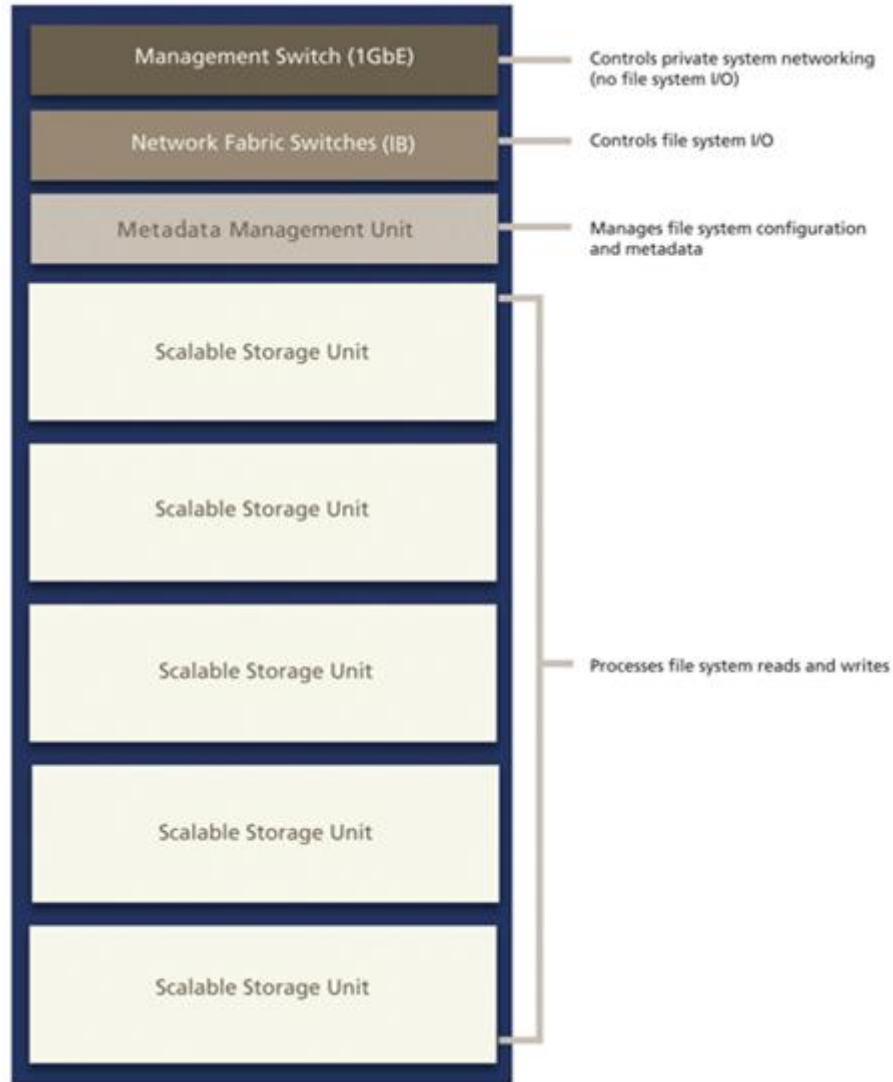 Management Switch (1GbE)
Controls private system networking
(no file system I/O)
Network Fabric Switches (IB)
Controls file system I/O
Metadata Management Unit
Manages file system configuration
and metadata
Scalable Storage Unit
Scalable Storage Unit
Scalable Storage Unit
Processes file system reads and writes
Scalable Storage Unit
Scalable Storage Unit